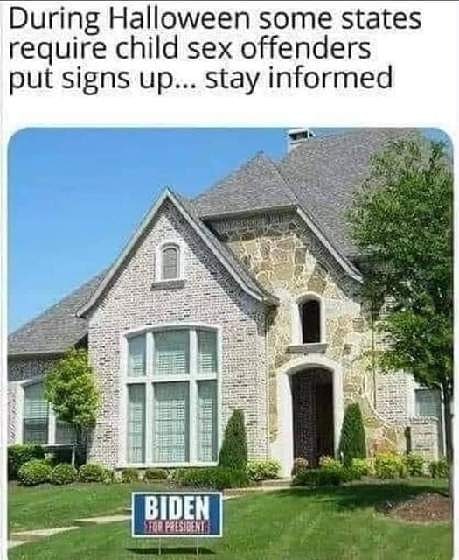 During Halloween some states
require child sex offenders
put signs up... stay informed
BIDEN
FOR PRESIDENT